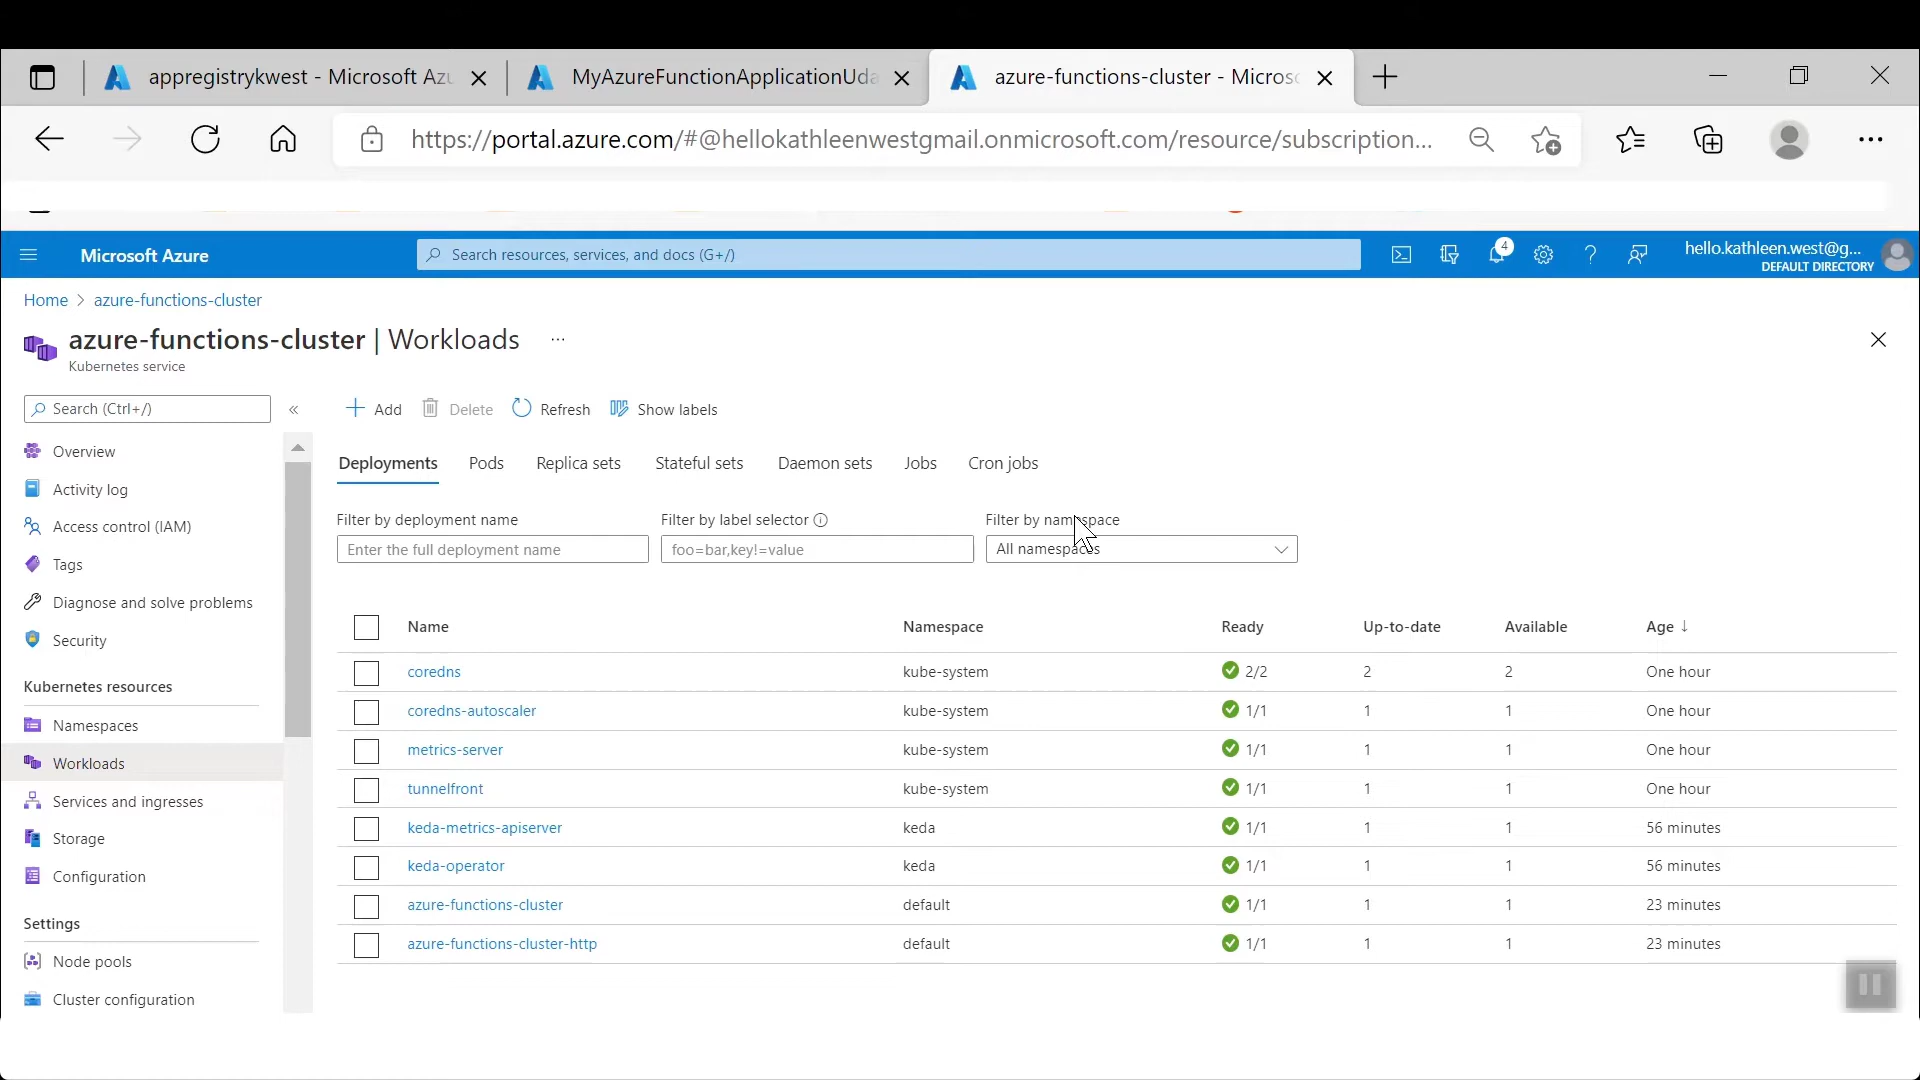 appregistrykwest - Microsoft Azu
MyAzureFunctionApplicationUda
azure-functions-cluster - Micros
https://portal.azure.com/#@hellokathleenwestgmail.onmicrosoft.com/resource/subscription...
Microsoft Azure
Search resources, services, and docs (G+/)
4
hello.kathleen.west@g...
DEFAULT DIRECTORY
Home > azure-functions-cluster
azure-functions-cluster | Workloads ...
Kubernetes service
Search (Ctrl+/)
«
Add
Delete
Refresh
Show labels
Overview
Activity log
Access control (IAM)
Tags
Diagnose and solve problems
Security
Kubernetes resources
Namespaces
Workloads
Services and ingresses
Storage
Configuration
Settings
Node pools
Cluster configuration
Deployments Pods Replica sets Stateful sets Daemon sets Jobs Cron jobs
Filter by deployment name Filter by label selector Filter by namespace
Enter the full deployment name foo=bar,key!=value All namespaces
Name Namespace Ready Up-to-date Available Age ↓
coredns kube-system 2/2 2 2 One hour
coredns-autoscaler kube-system 1/1 1 1 One hour
metrics-server kube-system 1/1 1 1 One hour
tunnelfront kube-system 1/1 1 1 One hour
keda-metrics-apiserver keda 1/1 1 1 56 minutes
keda-operator keda 1/1 1 1 56 minutes
azure-functions-cluster default 1/1 1 1 23 minutes
azure-functions-cluster-http default 1/1 1 1 23 minutes